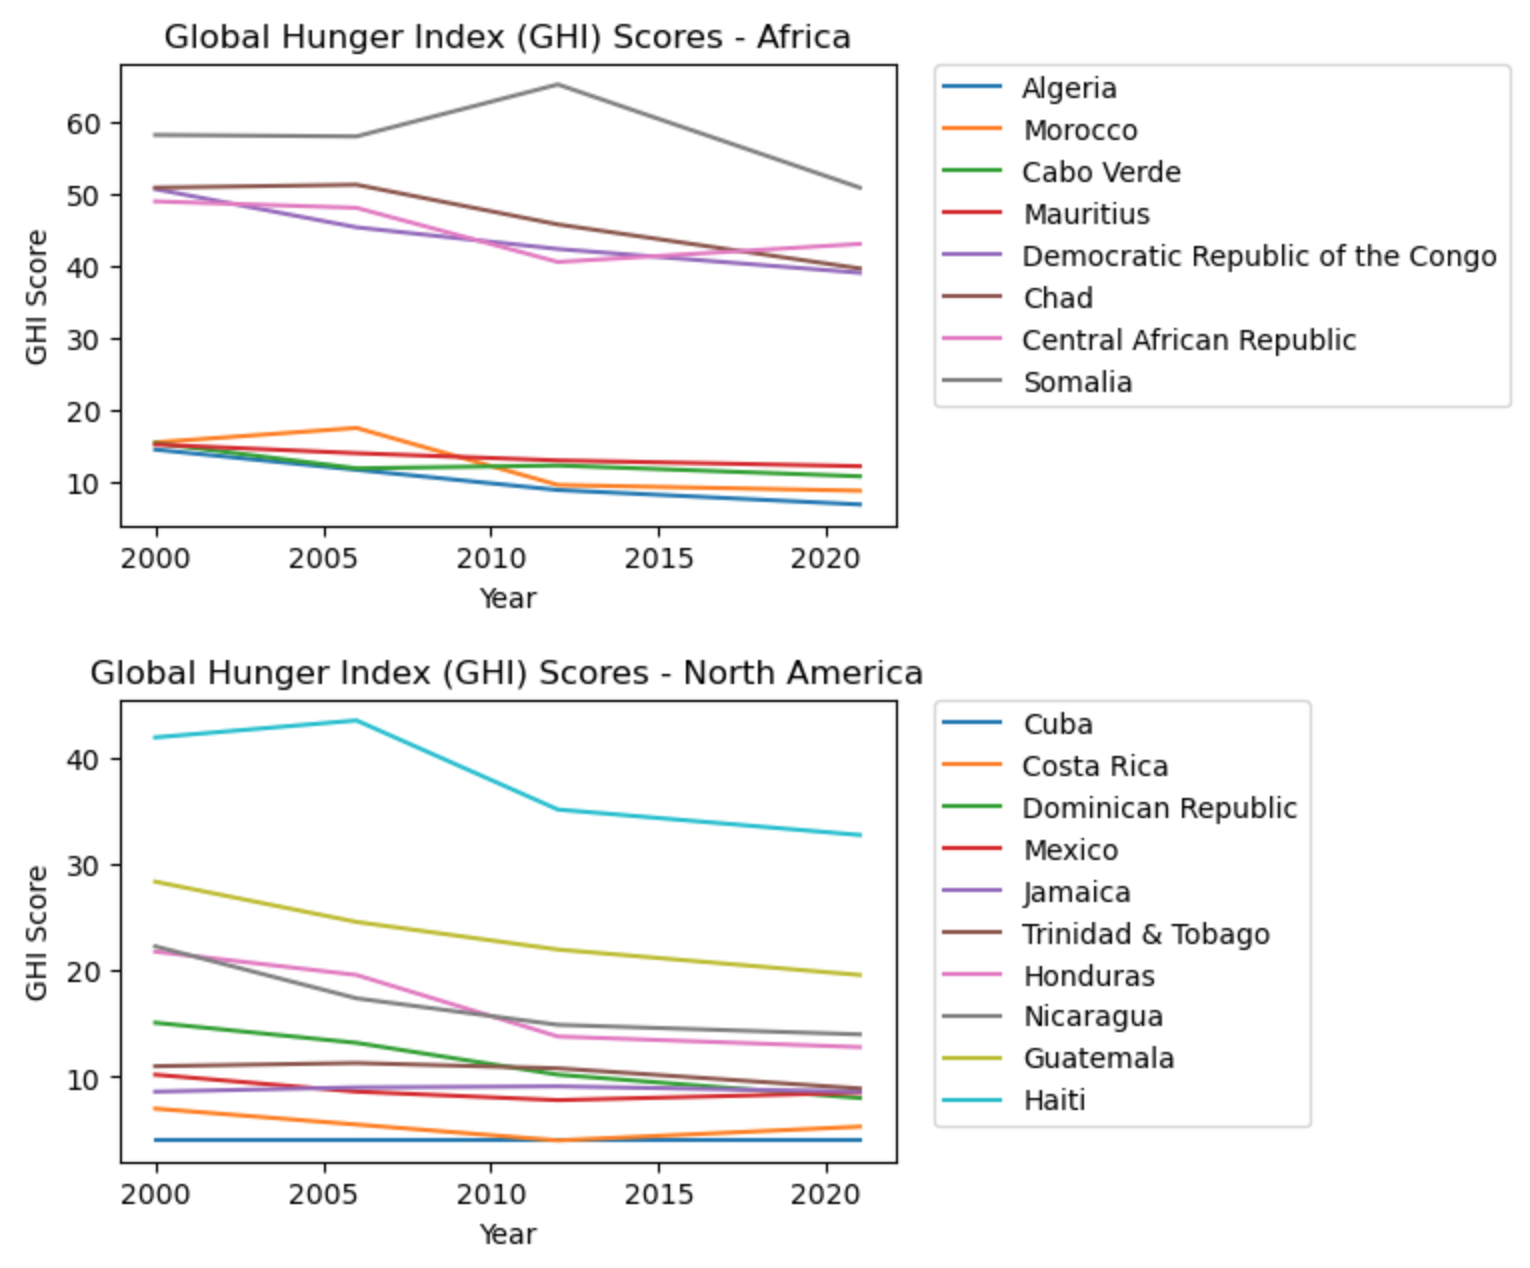 Global Hunger Index (GHI) Scores - Africa
GHI Score
60
50
40
30
20
10
2000 2005 2010 2015 2020
Year
Algeria
Morocco
Cabo Verde
Mauritius
Democratic Republic of the Congo
Chad
Central African Republic
Somalia
Global Hunger Index (GHI) Scores - North America
GHI Score
40
30
20
10
2000 2005 2010 2015 2020
Year
Cuba
Costa Rica
Dominican Republic
Mexico
Jamaica
Trinidad & Tobago
Honduras
Nicaragua
Guatemala
Haiti